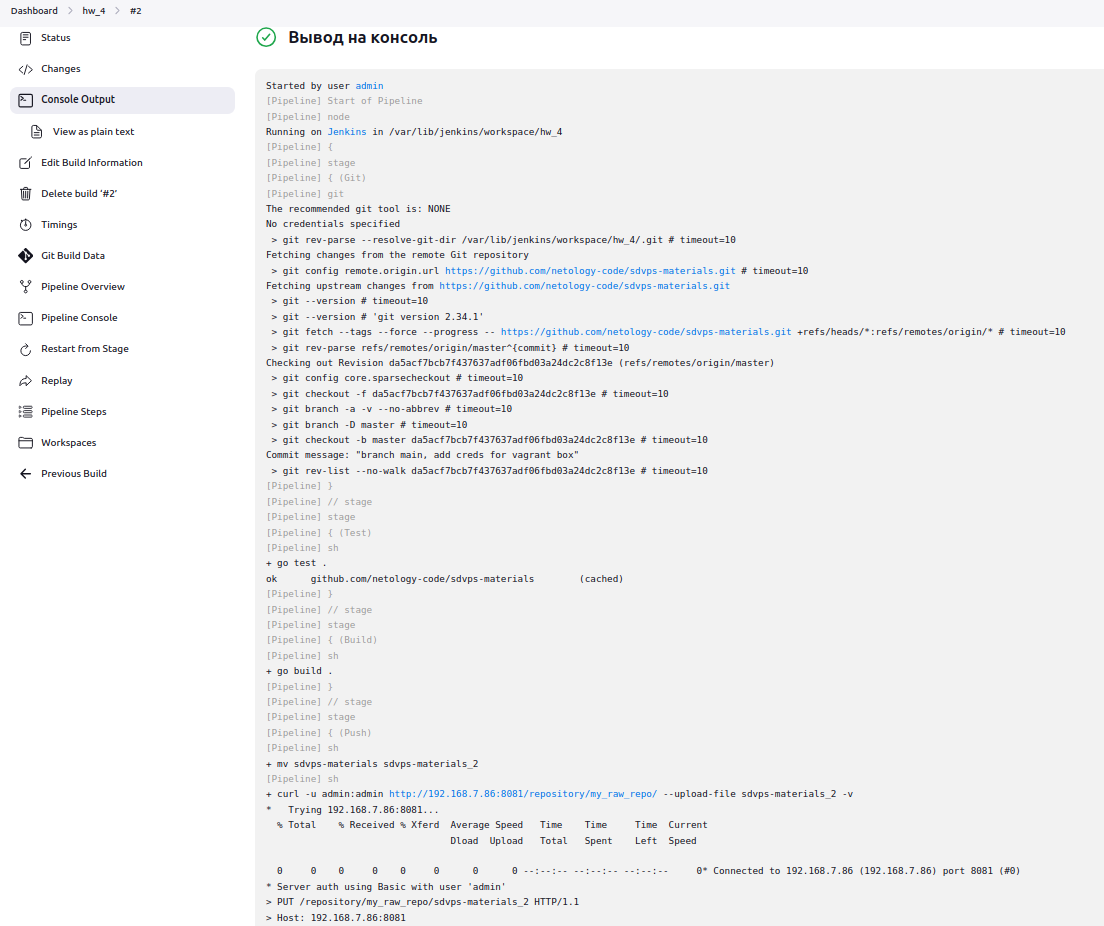 Dashboard > hw_4 > #2
Status
Changes
Console Output
View as plain text
Edit Build Information
Delete build '#2'
Timings
Git Build Data
Pipeline Overview
Pipeline Console
Restart from Stage
Replay
Pipeline Steps
Workspaces
Previous Build
Вывод на консоль
Started by user admin
[Pipeline] Start of Pipeline
[Pipeline] node
Running on Jenkins in /var/lib/jenkins/workspace/hw_4
[Pipeline] {
[Pipeline] stage
[Pipeline] { (Git)
[Pipeline] git
The recommended git tool is: NONE
No credentials specified
 > git rev-parse --resolve-git-dir /var/lib/jenkins/workspace/hw_4/.git # timeout=10
Fetching changes from the remote Git repository
 > git config remote.origin.url https://github.com/netology-code/sdvps-materials.git # timeout=10
Fetching upstream changes from https://github.com/netology-code/sdvps-materials.git
 > git --version # timeout=10
 > git --version # 'git version 2.34.1'
 > git fetch --tags --force --progress -- https://github.com/netology-code/sdvps-materials.git +refs/heads/*:refs/remotes/origin/* # timeout=10
 > git rev-parse refs/remotes/origin/master^{commit} # timeout=10
Checking out Revision da5acf7bcb7f437637adf06fbd03a24dc2c8f13e (refs/remotes/origin/master)
 > git config core.sparsecheckout # timeout=10
 > git checkout -f da5acf7bcb7f437637adf06fbd03a24dc2c8f13e # timeout=10
 > git branch -a -v --no-abbrev # timeout=10
 > git branch -D master # timeout=10
 > git checkout -b master da5acf7bcb7f437637adf06fbd03a24dc2c8f13e # timeout=10
Commit message: "branch main, add creds for vagrant box"
 > git rev-list --no-walk da5acf7bcb7f437637adf06fbd03a24dc2c8f13e # timeout=10
[Pipeline] }
[Pipeline] // stage
[Pipeline] stage
[Pipeline] { (Test)
[Pipeline] sh
+ go test .
ok      github.com/netology-code/sdvps-materials        (cached)
[Pipeline] }
[Pipeline] // stage
[Pipeline] stage
[Pipeline] { (Build)
[Pipeline] sh
+ go build .
[Pipeline] }
[Pipeline] // stage
[Pipeline] stage
[Pipeline] { (Push)
[Pipeline] sh
+ mv sdvps-materials sdvps-materials_2
[Pipeline] sh
+ curl -u admin:admin http://192.168.7.86:8081/repository/my_raw_repo/ --upload-file sdvps-materials_2 -v
*   Trying 192.168.7.86:8081...
  % Total    % Received % Xferd  Average Speed   Time    Time     Time  Current
                                 Dload  Upload   Total   Spent    Left  Speed
  0     0    0     0    0     0      0      0 --:--:-- --:--:-- --:--:--     0* Connected to 192.168.7.86 (192.168.7.86) port 8081 (#0)
* Server auth using Basic with user 'admin'
> PUT /repository/my_raw_repo/sdvps-materials_2 HTTP/1.1
> Host: 192.168.7.86:8081